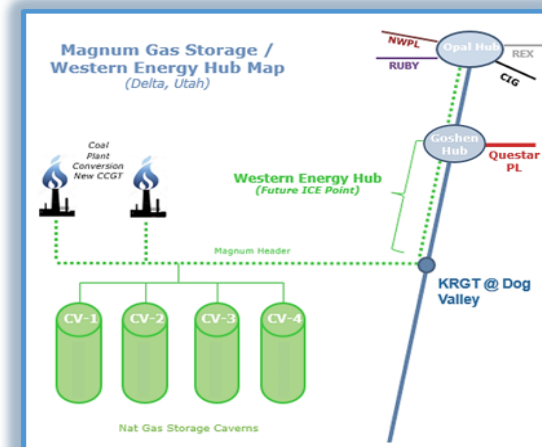 Magnum Gas Storage /
Western Energy Hub Map
(Delta, Utah)
NWPL
Opal Hub
REX
RUBY
CIG
Goshen
Hub
Questar
PL
Coal
Plant
Conversion
New CCGT
Western Energy Hub
(Future ICE Point)
Magnum Header
KRGT @ Dog
Valley
CV-1
CV-2
CV-3
CV-4
Nat Gas Storage Caverns